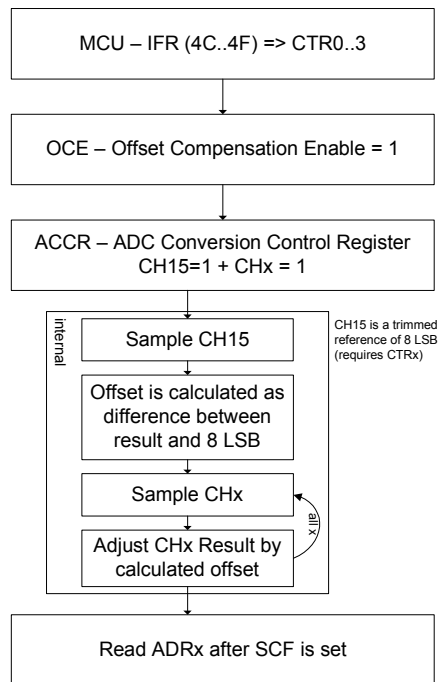 MCU – IFR (4C..4F) => CTR0..3
OCE – Offset Compensation Enable = 1
ACCR – ADC Conversion Control Register
CH15=1 + CHx = 1
internal
CH15 is a trimmed
reference of 8 LSB
(requires CTRx)
Sample CH15
Offset is calculated as
difference between
result and 8 LSB
Sample CHx
all x
Adjust CHx Result by
calculated offset
Read ADRx after SCF is set